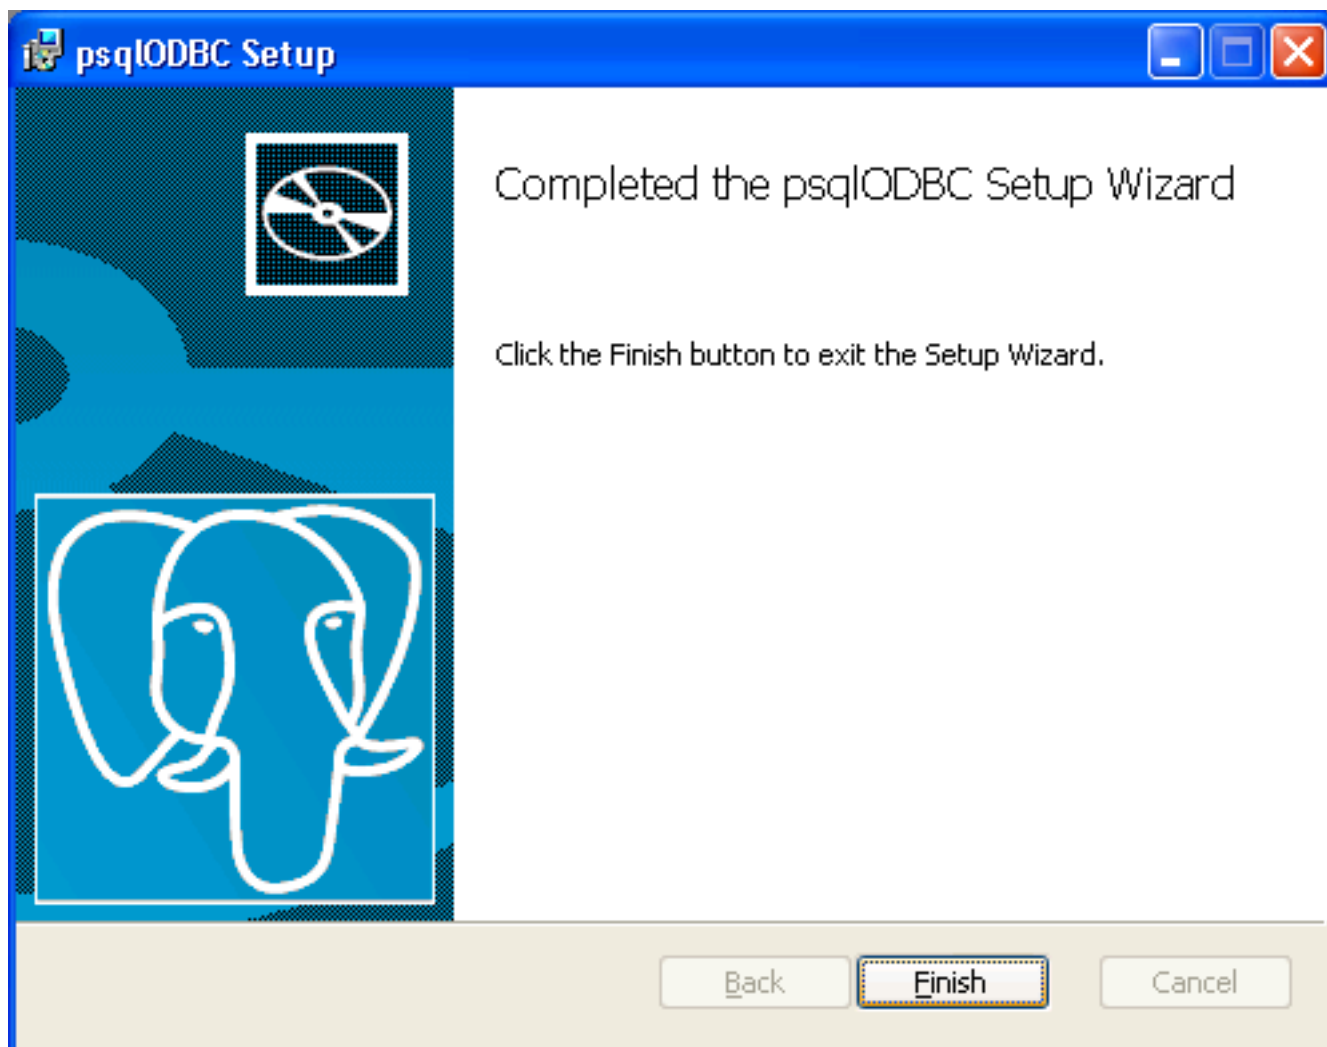 psqlODBC Setup
Completed the psqlODBC Setup Wizard
Click the Finish button to exit the Setup Wizard.
Back
Finish
Cancel